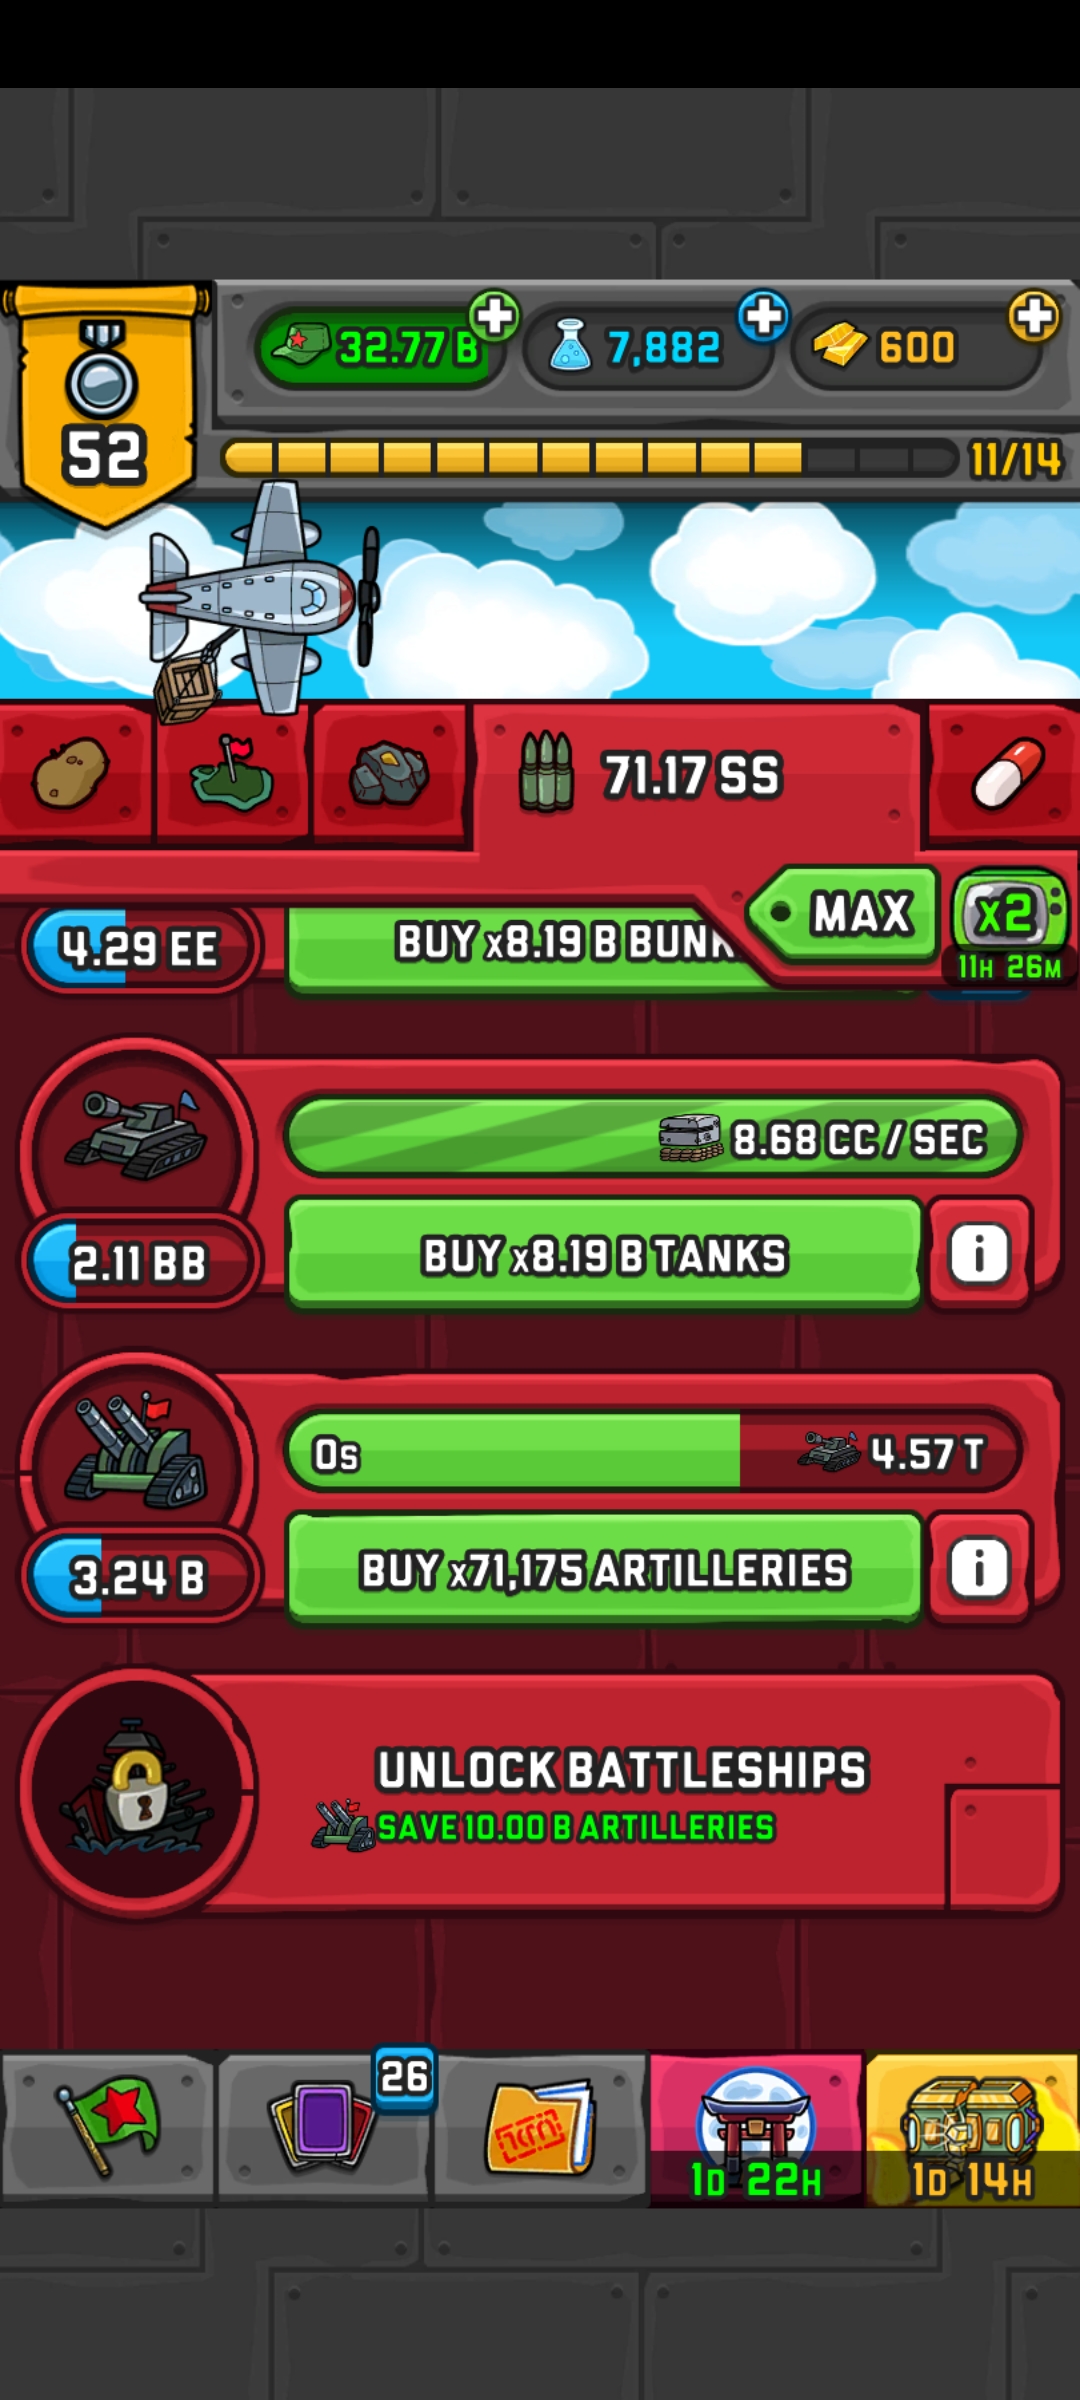 32.77 B
7,882
600
52
11/14
71.17 SS
MAX
x2
11H 26M
4.29 EE
BUY x8.19 B BUN
8.68 CC / SEC
2.11 BB
BUY x8.19 B TANKS
i
0s
4.57 T
3.24 B
BUY x71,175 ARTILLERIES
i
UNLOCK BATTLESHIPS
SAVE 10.00 B ARTILLERIES
26
1D 22H
1D 14H